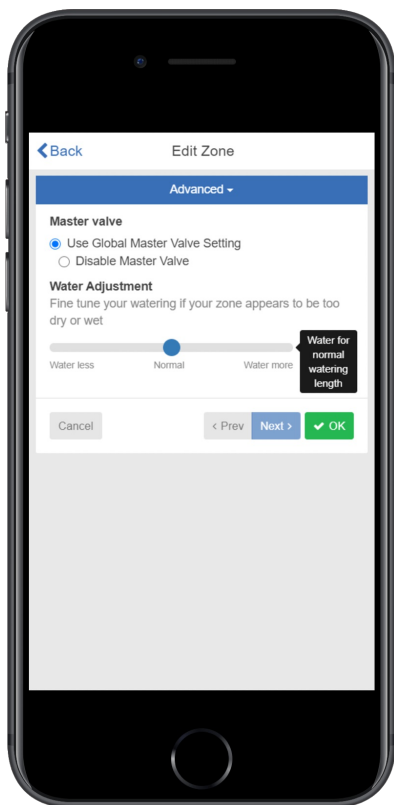 Back Edit Zone
Advanced
Master valve
Use Global Master Valve Setting
Disable Master Valve
Water Adjustment
Fine tune your watering if your zone appears to be too
dry or wet
Water for
normal
watering
length
Water less Normal Water more
Cancel < Prev Next > OK